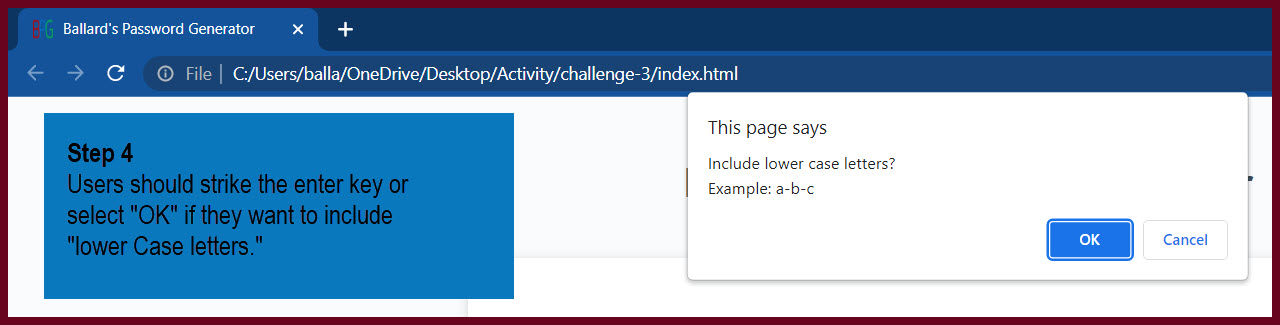 BPG Ballard's Password Generator
File | C:/Users/balla/OneDrive/Desktop/Activity/challenge-3/index.html
Step 4
Users should strike the enter key or
select "OK" if they want to include
"lower Case letters."
This page says
Include lower case letters?
Example: a-b-c
OK Cancel